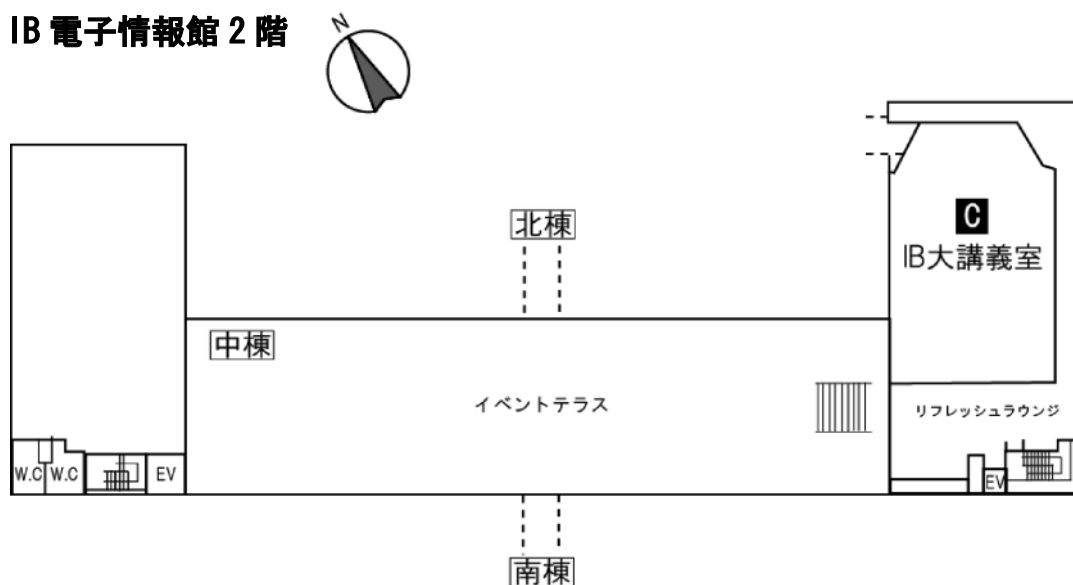 IB 電子情報館 2 階
N
北棟
C
IB大講義室
中棟
イベントテラス
リフレッシュラウンジ
W.C W.C EV
EV
南棟